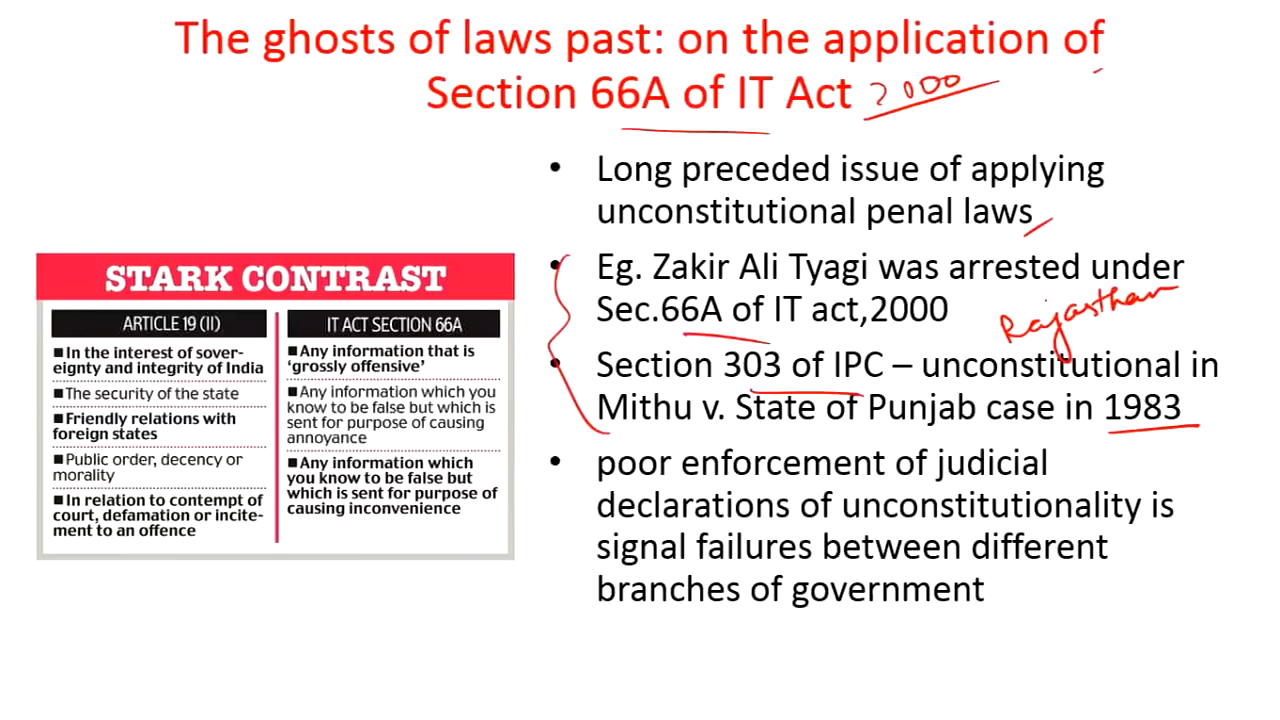 The ghosts of laws past: on the application of
Section 66A of IT Act 2000
• Long preceded issue of applying
unconstitutional penal laws
• Eg. Zakir Ali Tyagi was arrested under
Sec.66A of IT act,2000
Rajasthan
• Section 303 of IPC – unconstitutional in
Mithu v. State of Punjab case in 1983
• poor enforcement of judicial
declarations of unconstitutionality is
signal failures between different
branches of government
STARK CONTRAST
ARTICLE 19 (II)
■ In the interest of sover-
eignty and integrity of India
■ The security of the state
■ Friendly relations with
foreign states
■ Public order, decency or
morality
■ In relation to contempt of
court, defamation or incite-
ment to an offence
IT ACT SECTION 66A
■ Any information that is
‘grossly offensive’
■ Any information which you
know to be false but which is
sent for purpose of causing
annoyance
■ Any information which
you know to be false but
which is sent for purpose of
causing inconvenience